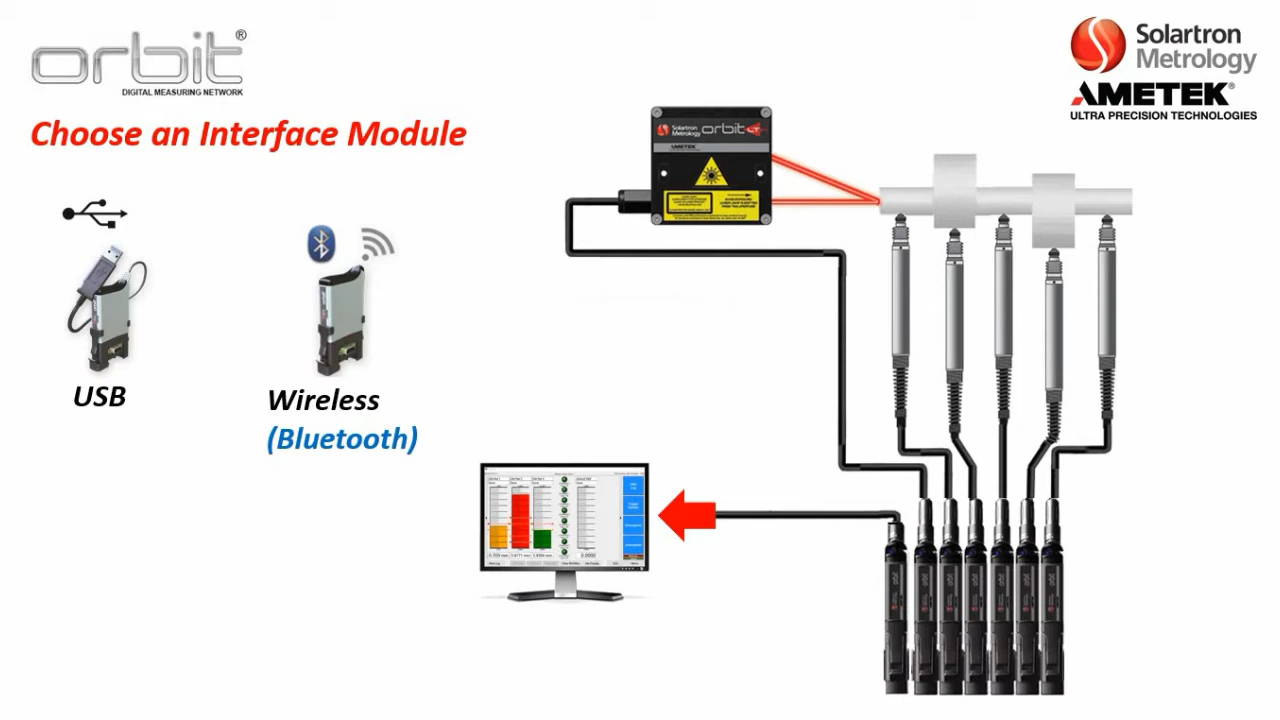 orbit®
DIGITAL MEASURING NETWORK
Choose an Interface Module
Solartron
Metrology
AMETEK®
ULTRA PRECISION TECHNOLOGIES
Solartron
Metrology
orbit LT
AMETEK
USB
Wireless
(Bluetooth)